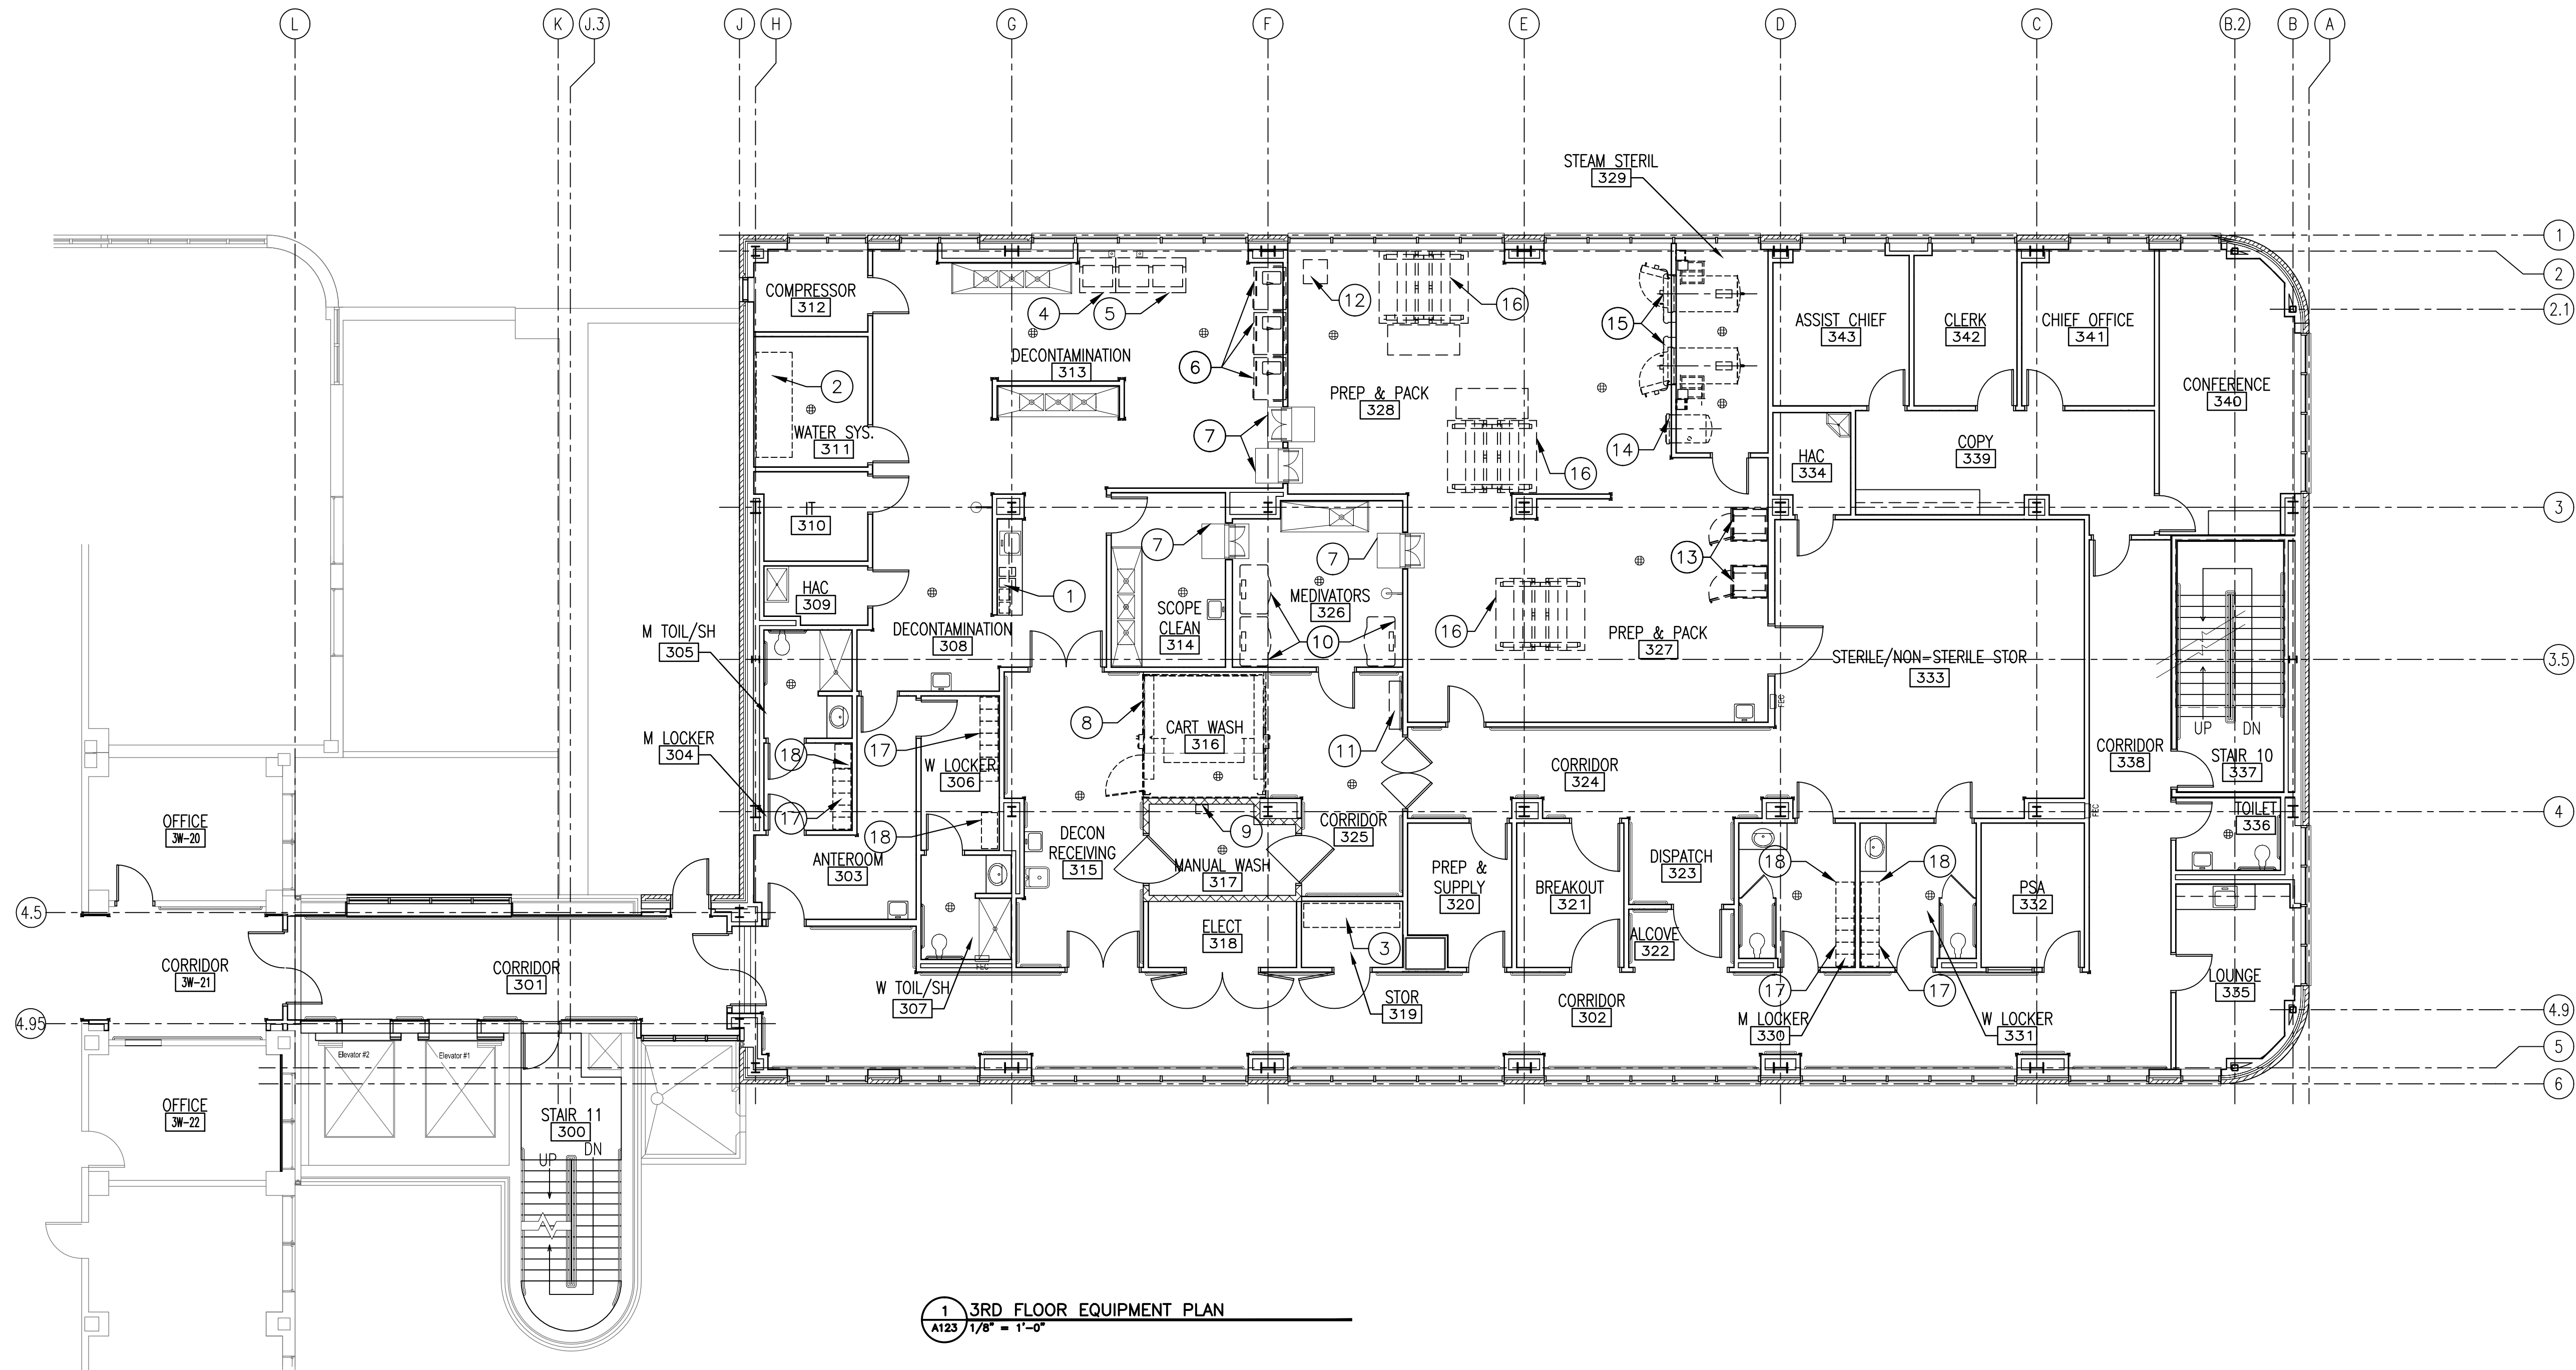 L K J.3 J H G F E D C B.2 B A
STEAM STERIL
329
1
2
2.1
COMPRESSOR
312
4
5
12
16
15
ASSIST CHIEF
343
CLERK
342
CHIEF OFFICE
341
DECONTAMINATION
313
6
2
PREP & PACK
328
CONFERENCE
340
WATER SYS.
311
7
14
16
HAC
334
COPY
339
IT
310
3
7
7
13
HAC
309
1
MEDIVATORS
326
SCOPE
CLEAN
314
M TOIL/SH
305
DECONTAMINATION
308
10
16
PREP & PACK
327
STERILE/NON-STERILE STOR
333
3.5
FEC
8
CART WASH
316
11
UP DN
M LOCKER
304
18
17
W LOCKER
306
CORRIDOR
324
CORRIDOR
338
STAIR 10
337
OFFICE
3W-20
17
18
9
CORRIDOR
325
FEC
TOILET
336
4
DECON
RECEIVING
315
ANTEROOM
303
MANUAL WASH
317
PREP &
SUPPLY
320
BREAKOUT
321
DISPATCH
323
18
18
PSA
332
4.5
ELECT
318
3
ALCOVE
322
CORRIDOR
3W-21
CORRIDOR
301
FEC
W TOIL/SH
307
STOR
319
CORRIDOR
302
17
17
LOUNGE
335
M LOCKER
330
W LOCKER
331
4.95
4.9
Elevator #2
Elevator #1
5
6
OFFICE
3W-22
STAIR 11
300
UP DN
1
A123
3RD FLOOR EQUIPMENT PLAN
1/8" = 1'-0"